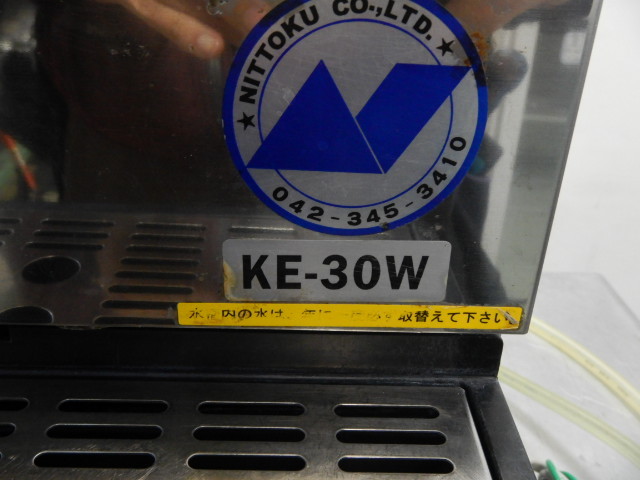 ★ NITTOKU CO.,LTD. ★
042-345-3410
KE-30W
内の水は、 取替えて下さい